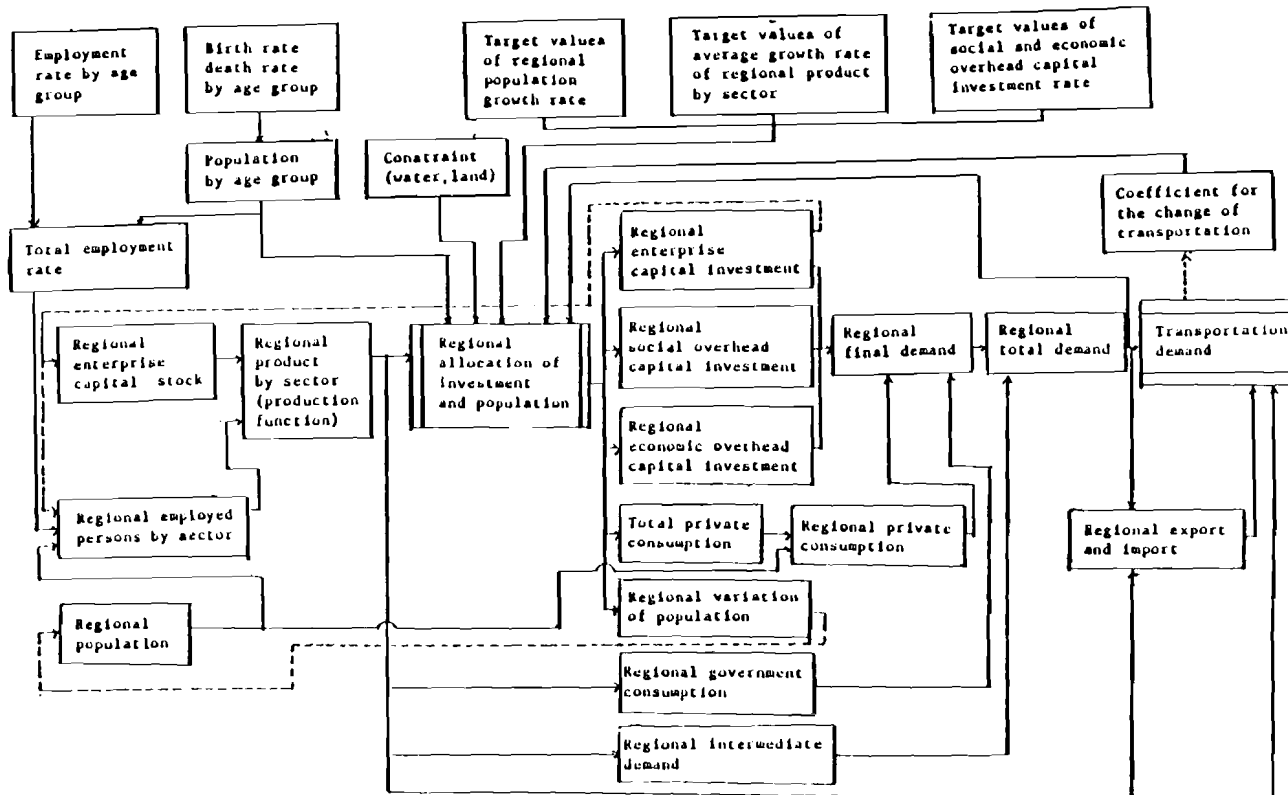 Employment
rate by age
group
Birth rate
death rate
by age group
Target values
of regional
population
growth rate
Target values of
average growth rate
of regional product
by sector
Target values of
social and economic
overhead capital
investment rate
Population
by age group
Constraint
(water,land)
Coefficient for
the change of
transportation
Total employment
rate
Regional
enterprise
capital investment
Regional
enterprise
capital stock
Regional
product
by sector
(production
function)
Regional
allocation of
investment
and population
Regional
social overhead
capital investment
Regional
final demand
Regional
total demand
Transportation
demand
Regional
economic overhead
capital investment
Regional employed
persons by sector
Total private
consumption
Regional private
consumption
Regional export
and import
Regional
population
Regional variation
of population
Regional government
consumption
Regional intermediate
demand